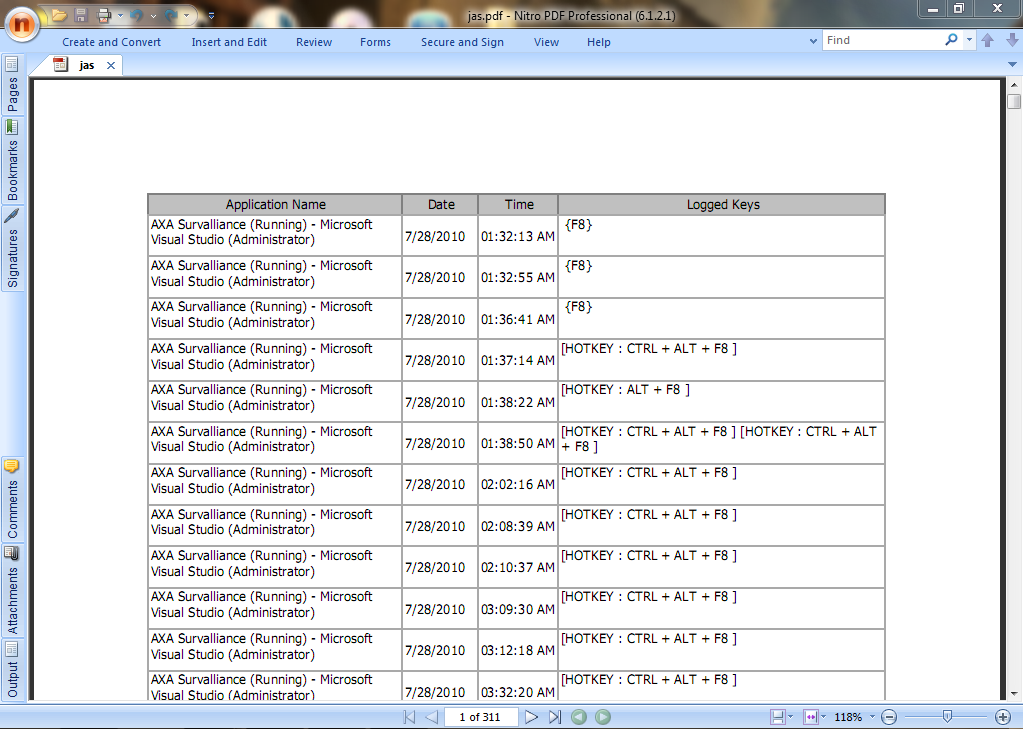 jas.pdf - Nitro PDF Professional (6.1.2.1)
Create and Convert Insert and Edit Review Forms Secure and Sign View Help Find
jas
Pages
Bookmarks
Signatures
Comments
Attachments
Output
Application Name Date Time Logged Keys
AXA Survalliance (Running) - Microsoft
Visual Studio (Administrator) 7/28/2010 01:32:13 AM {F8}
AXA Survalliance (Running) - Microsoft
Visual Studio (Administrator) 7/28/2010 01:32:55 AM {F8}
AXA Survalliance (Running) - Microsoft
Visual Studio (Administrator) 7/28/2010 01:36:41 AM {F8}
AXA Survalliance (Running) - Microsoft
Visual Studio (Administrator) 7/28/2010 01:37:14 AM [HOTKEY : CTRL + ALT + F8 ]
AXA Survalliance (Running) - Microsoft
Visual Studio (Administrator) 7/28/2010 01:38:22 AM [HOTKEY : ALT + F8 ]
AXA Survalliance (Running) - Microsoft
Visual Studio (Administrator) 7/28/2010 01:38:50 AM [HOTKEY : CTRL + ALT + F8 ] [HOTKEY : CTRL + ALT
+ F8 ]
AXA Survalliance (Running) - Microsoft
Visual Studio (Administrator) 7/28/2010 02:02:16 AM [HOTKEY : CTRL + ALT + F8 ]
AXA Survalliance (Running) - Microsoft
Visual Studio (Administrator) 7/28/2010 02:08:39 AM [HOTKEY : CTRL + ALT + F8 ]
AXA Survalliance (Running) - Microsoft
Visual Studio (Administrator) 7/28/2010 02:10:37 AM [HOTKEY : CTRL + ALT + F8 ]
AXA Survalliance (Running) - Microsoft
Visual Studio (Administrator) 7/28/2010 03:09:30 AM [HOTKEY : CTRL + ALT + F8 ]
AXA Survalliance (Running) - Microsoft
Visual Studio (Administrator) 7/28/2010 03:12:18 AM [HOTKEY : CTRL + ALT + F8 ]
AXA Survalliance (Running) - Microsoft
Visual Studio (Administrator) 7/28/2010 03:32:20 AM [HOTKEY : CTRL + ALT + F8 ]
1 of 311 118%